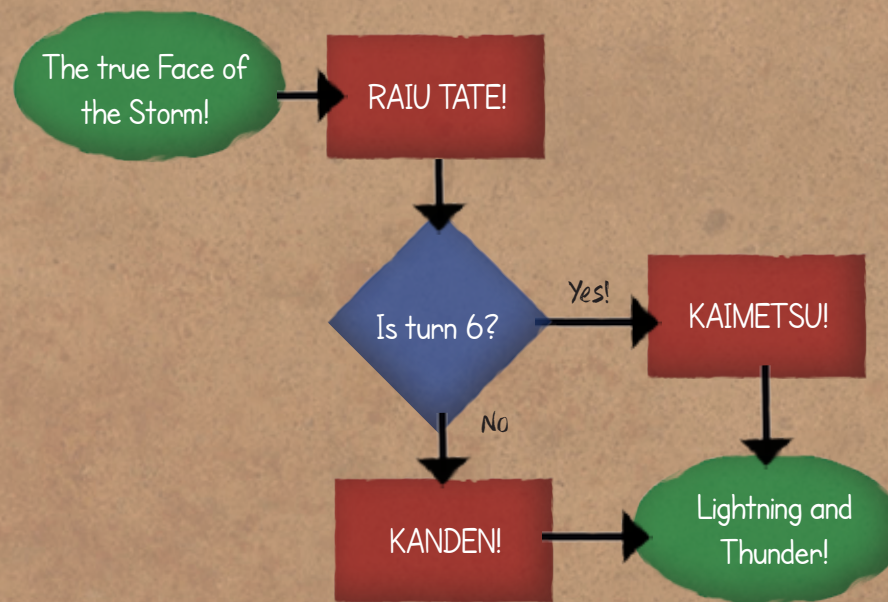 The true Face of
the Storm!
RAIU TATE!
Is turn 6?
Yes!
KAIMETSU!
No
KANDEN!
Lightning and
Thunder!